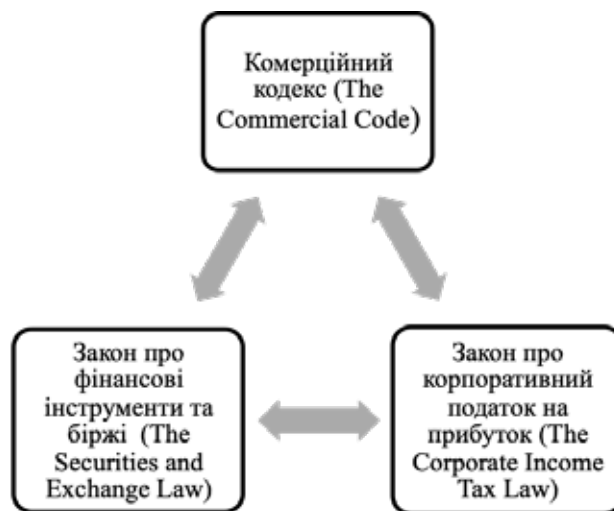 Комерційний
кодекс (The
Commercial Code)
Закон про
фінансові
інструменти та
біржі (The
Securities and
Exchange Law)
Закон про
корпоративний
податок на
прибуток (The
Corporate Income
Tax Law)